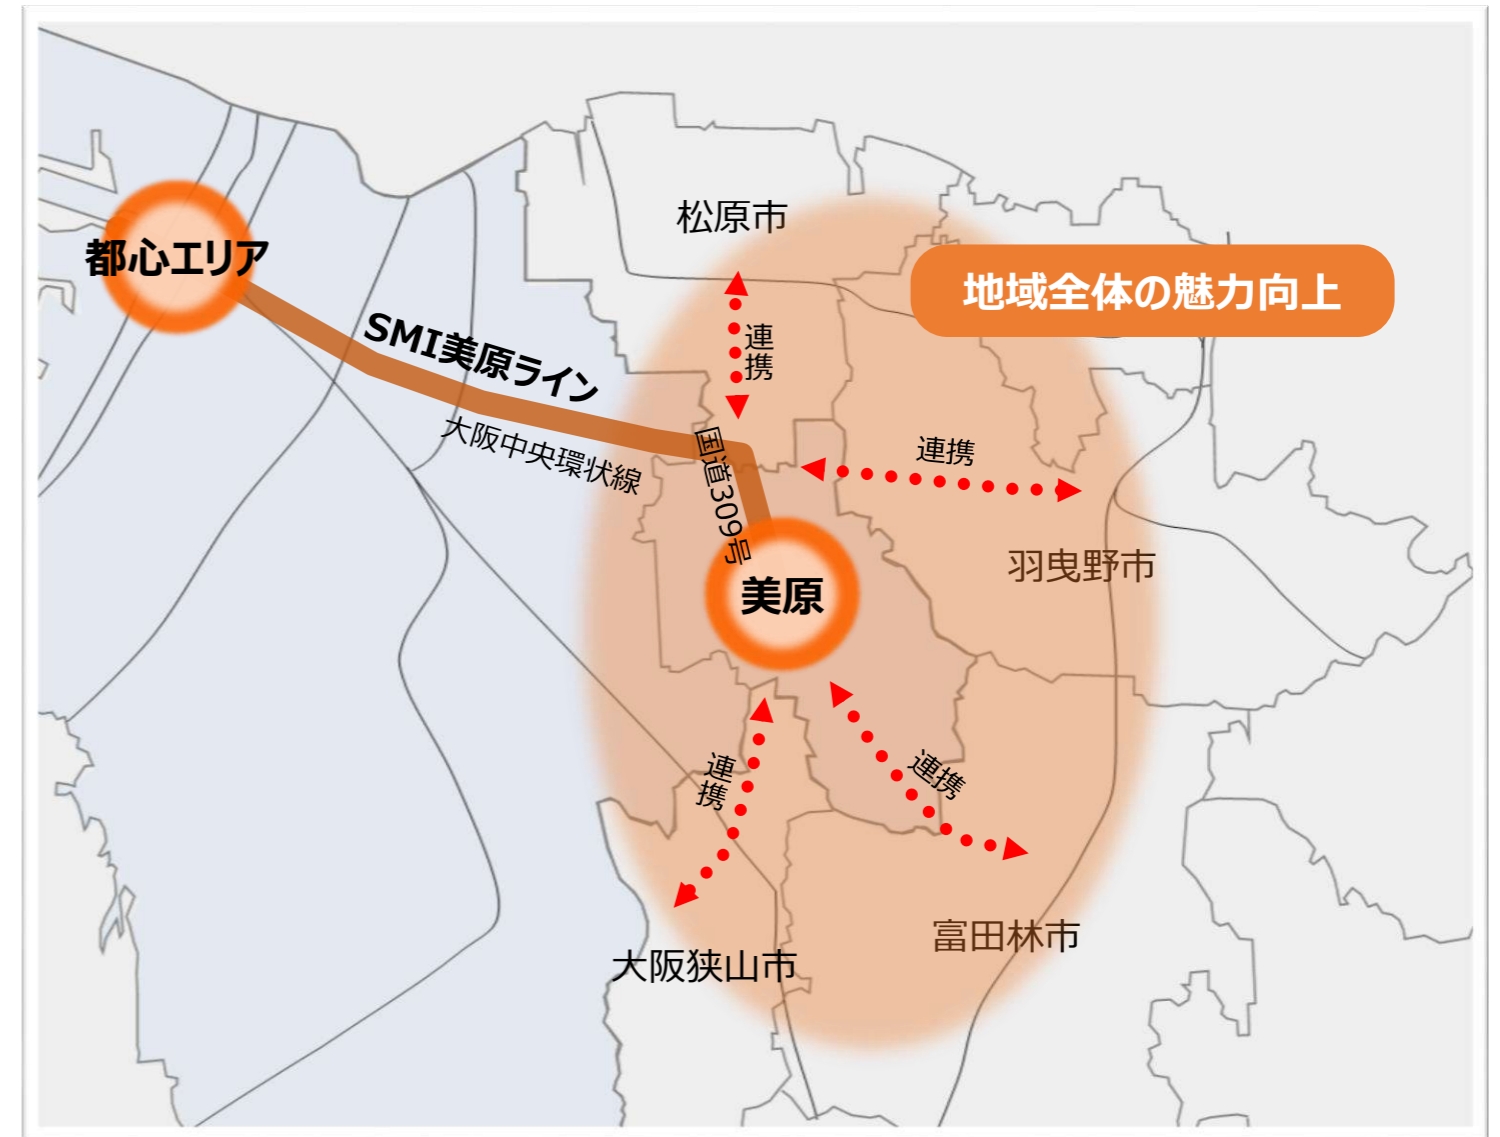 松原市
都心エリア
地域全体の魅力向上
SMI美原ライン
連携
大阪中央環状線
国道309号
連携
羽曳野市
美原
連携
連携
富田林市
大阪狭山市